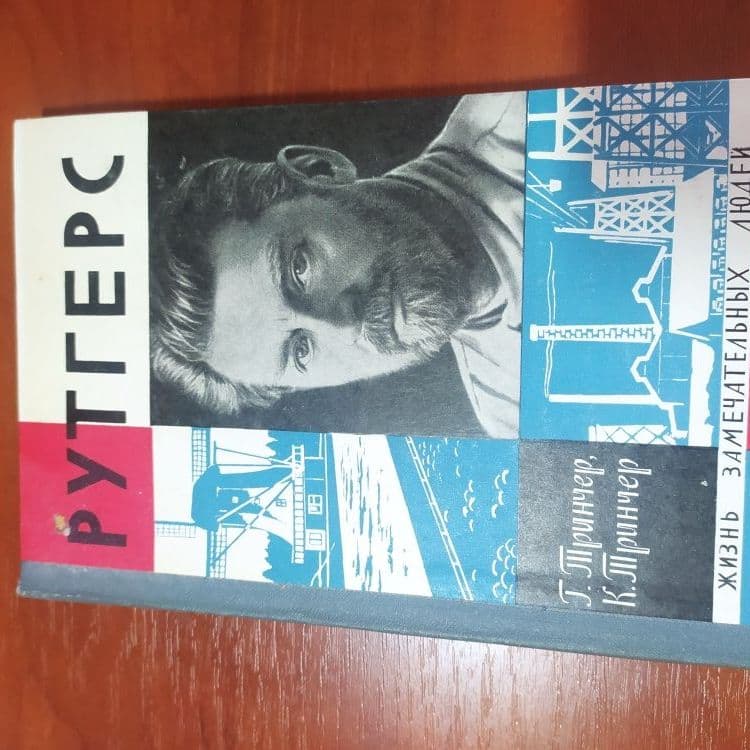 РУТГЕРС
Г. Тринчер,
К. Тринчер
ЖИЗНЬ ЗАМЕЧАТЕЛЬНЫХ ЛЮДЕЙ